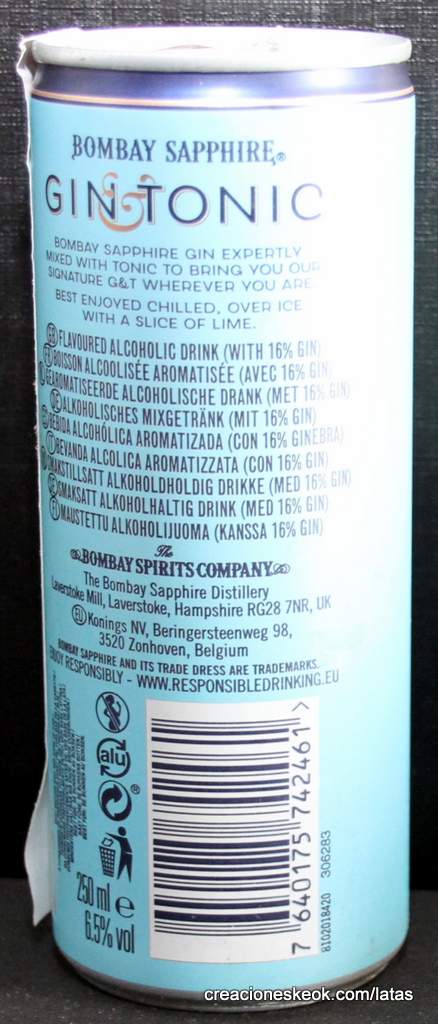 BOMBAY SAPPHIRE®
GIN & TONIC
BOMBAY SAPPHIRE GIN EXPERTLY
MIXED WITH TONIC TO BRING YOU OUR
SIGNATURE G&T WHEREVER YOU ARE.
BEST ENJOYED CHILLED, OVER ICE
WITH A SLICE OF LIME.
GB FLAVOURED ALCOHOLIC DRINK (WITH 16% GIN)
BOISSON ALCOOLISÉE AROMATISÉE (AVEC 16% GIN)
GEAROMATISEERDE ALCOHOLISCHE DRANK (MET 16% GIN)
ALKOHOLISCHES MIXGETRÄNK (MIT 16% GIN)
BEBIDA ALCOHÓLICA AROMATIZADA (CON 16% GINEBRA)
BEVANDA ALCOLICA AROMATIZZATA (CON 16% GIN)
SMAKSTILLSATT ALKOHOLDHOLDIG DRIKKE (MED 16% GIN)
SMAKSATT ALKOHOLHALTIG DRINK (MED 16% GIN)
FI MAUSTETTU ALKOHOLIJUOMA (KANSSA 16% GIN)
The
BOMBAY SPIRITS COMPANY
The Bombay Sapphire Distillery
Laverstoke Mill, Laverstoke, Hampshire RG28 7NR, UK
EU Konings NV, Beringersteenweg 98,
3520 Zonhoven, Belgium
BOMBAY SAPPHIRE AND ITS TRADE DRESS ARE TRADEMARKS.
ENJOY RESPONSIBLY - WWW.RESPONSIBLEDRINKING.EU
alu
®
250 ml e
6.5% vol
7 640175 742461 >
8102018420 306283
creacioneskeok.com/latas